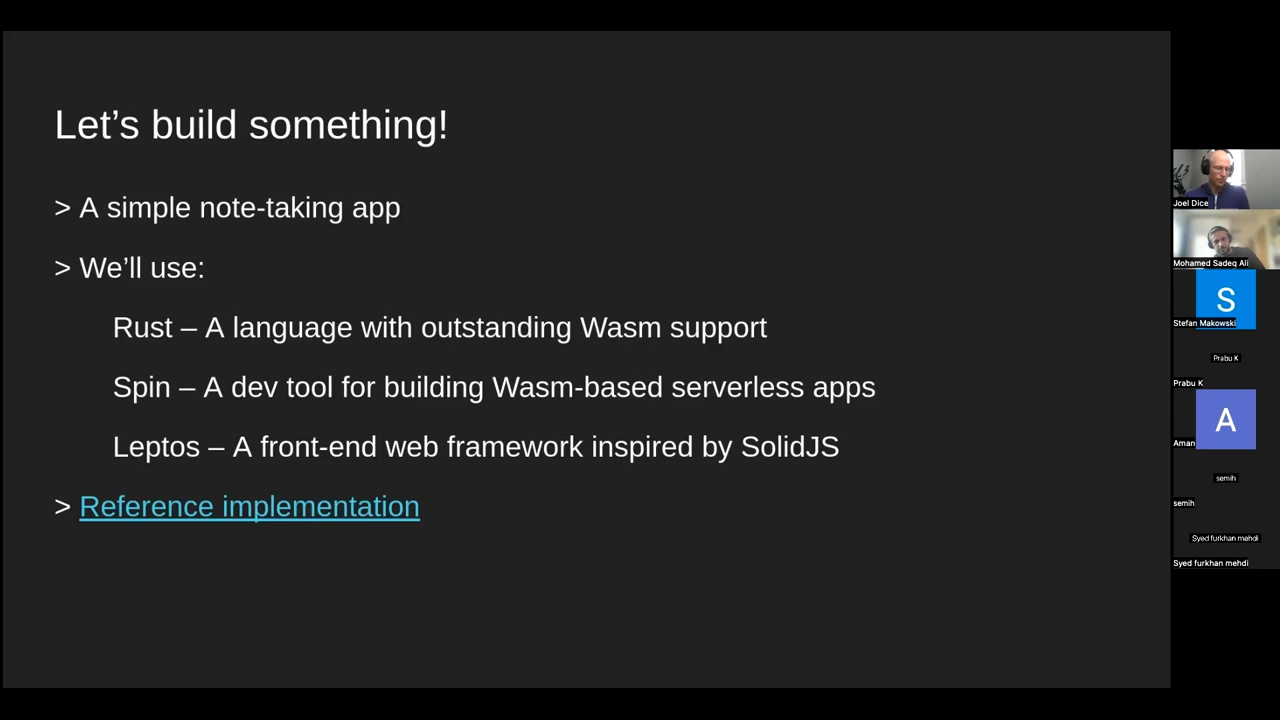 Let’s build something!
> A simple note-taking app
> We’ll use:
Rust – A language with outstanding Wasm support
Spin – A dev tool for building Wasm-based serverless apps
Leptos – A front-end web framework inspired by SolidJS
> Reference implementation
Joel Dice
Mohamed Sadeq Ali
S
Stefan Makowski
Prabu K
Prabu K
A
Aman
semih
semih
Syed furkhan mehdi
Syed furkhan mehdi